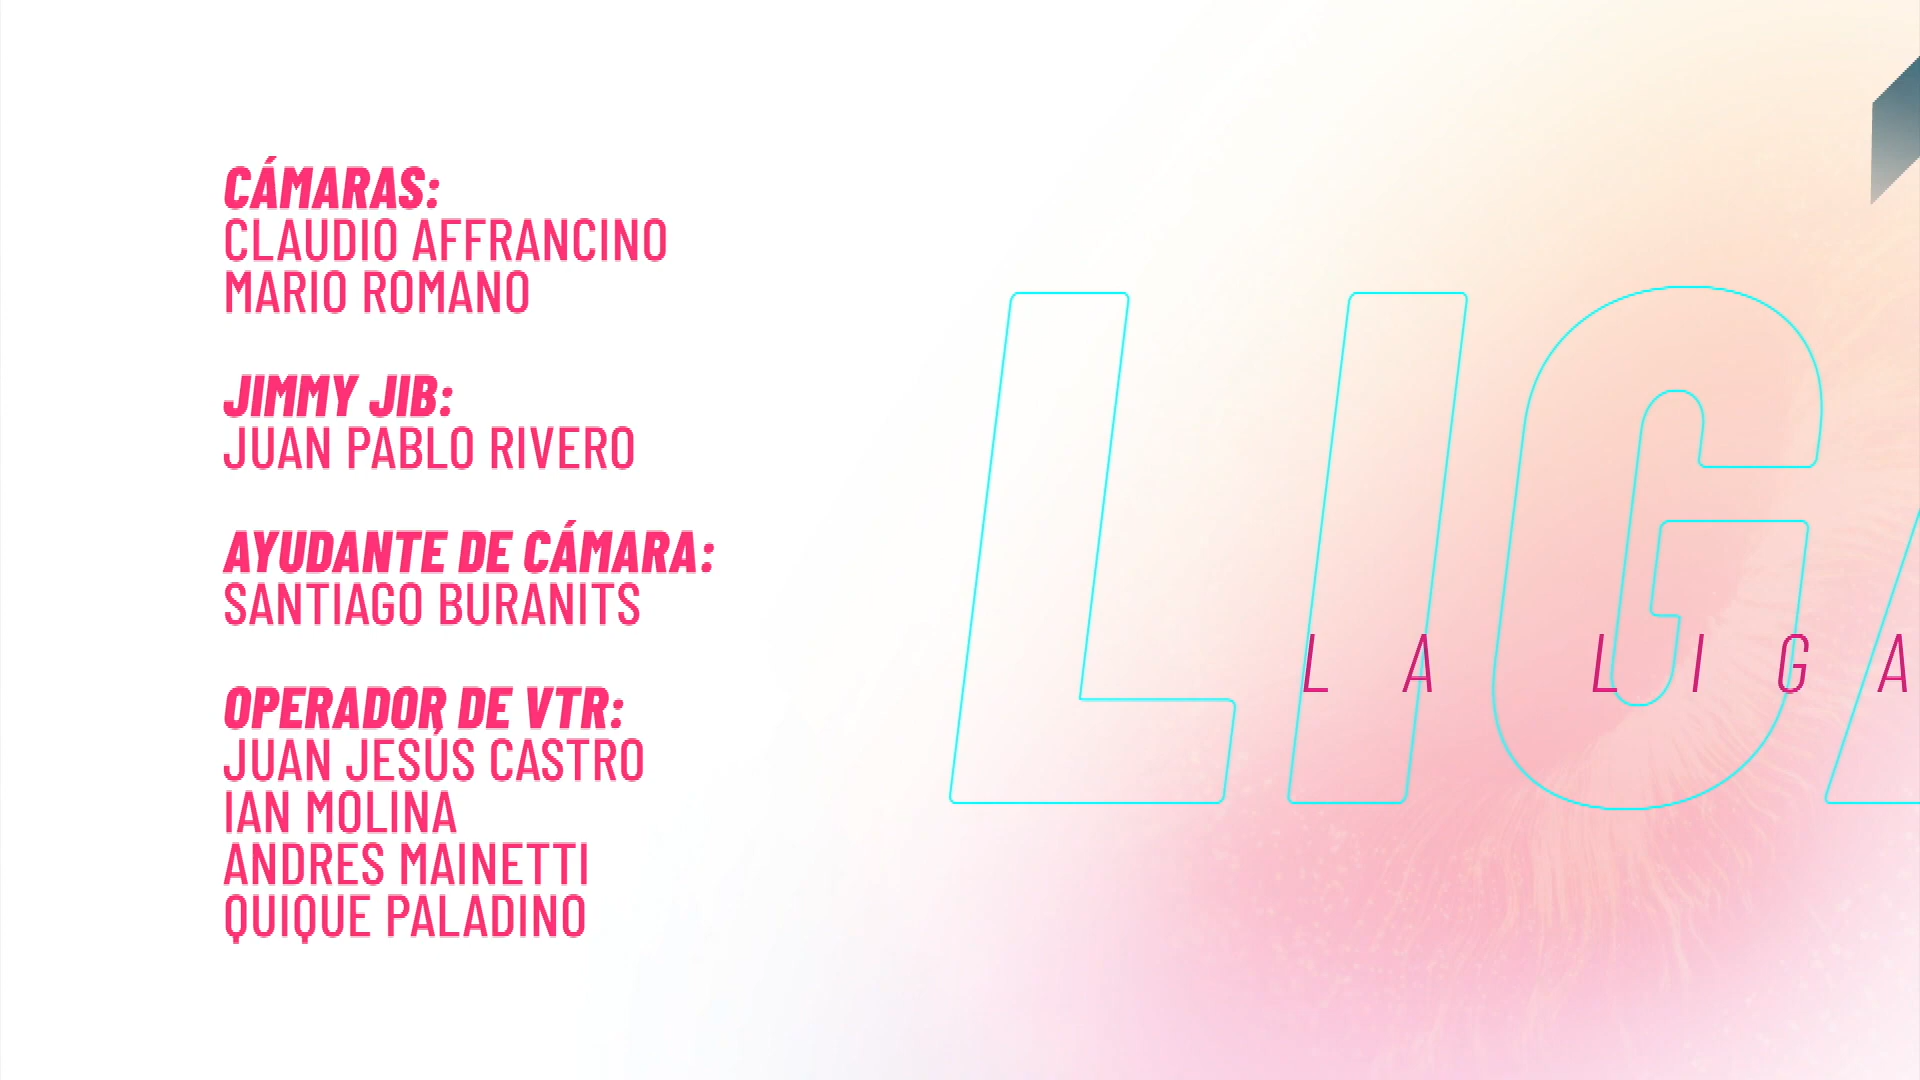 CÁMARAS:
CLAUDIO AFFRANCINO
MARIO ROMANO
JIMMY JIB:
JUAN PABLO RIVERO
AYUDANTE DE CÁMARA:
SANTIAGO BURANITS
OPERADOR DE VTR:
JUAN JESÚS CASTRO
IAN MOLINA
ANDRES MAINETTI
QUIQUE PALADINO
LIGA
LA LIGA